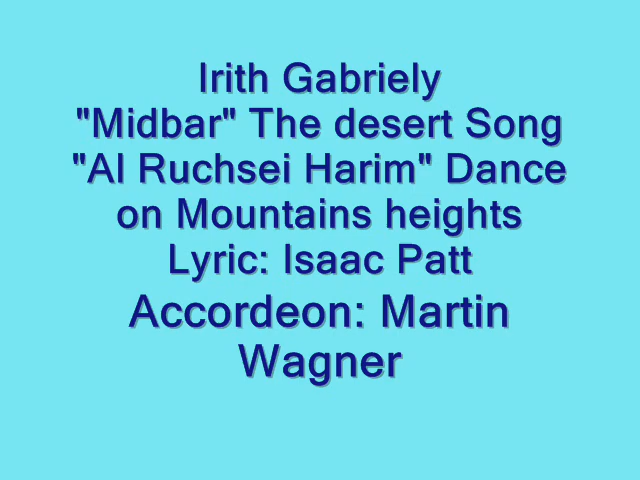 Irith Gabriely
"Midbar" The desert Song
"Al Ruchsei Harim" Dance
on Mountains heights
Lyric: Isaac Patt
Accordeon: Martin
Wagner